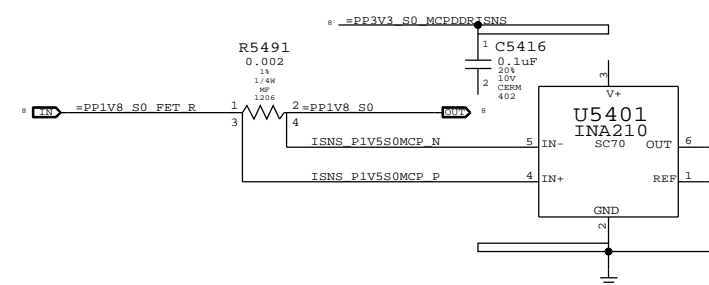 8 =PP3V3_S0_MCPDDRISNS
R5491
0.002
1%
1/4W
MF
1206
1 C5416
0.1uF
20%
10V
CERM
402
2
3
V+
8 IN =PP1V8_S0_FET_R 1 2 =PP1V8_S0 OUT 8
3 4
U5401
INA210
SC70
ISNS_P1V5S0MCP_N 5 IN- OUT 6
ISNS_P1V5S0MCP_P 4 IN+ REF 1
GND
2